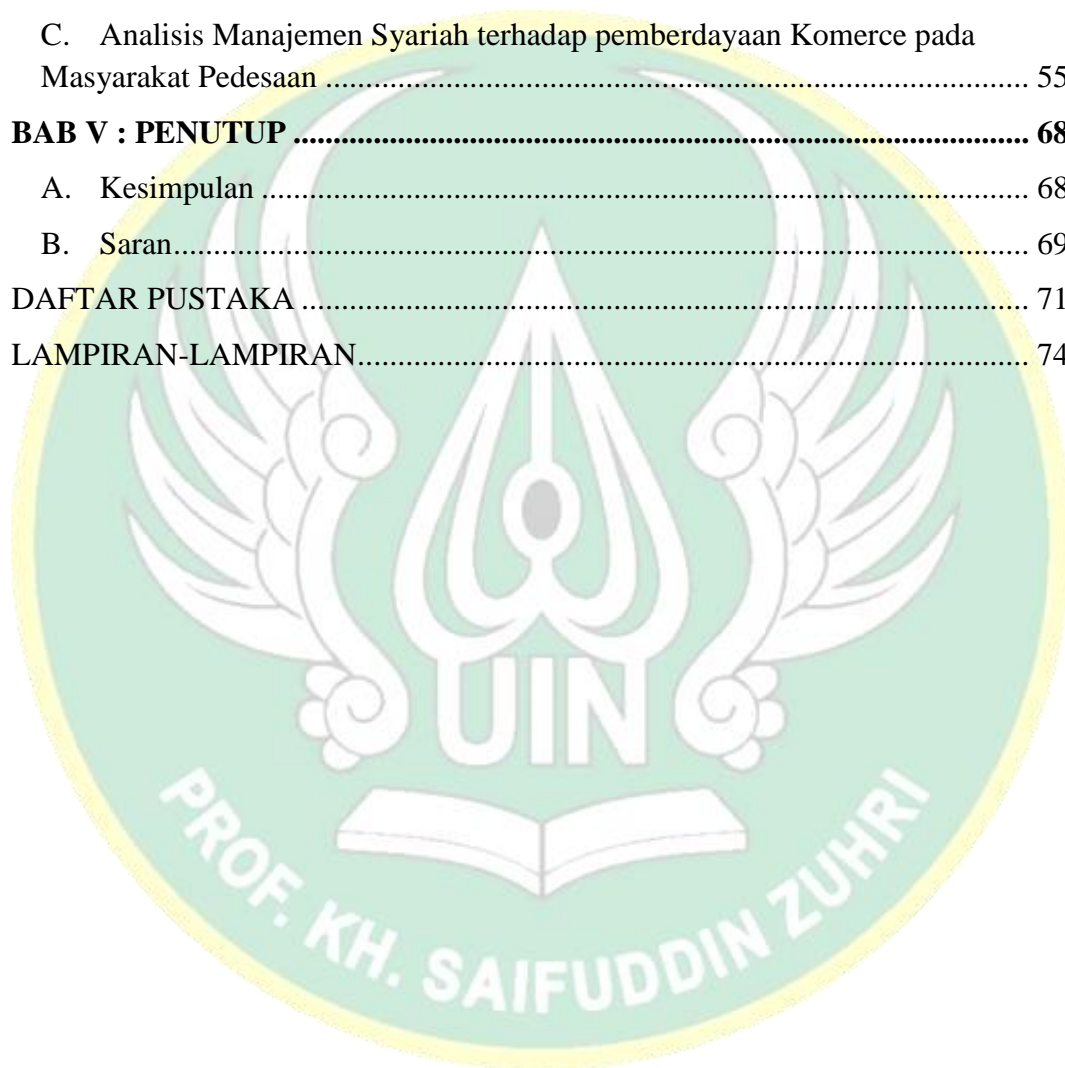 C. Analisis Manajemen Syariah terhadap pemberdayaan Komerce pada
Masyarakat Pedesaan ........................................................................... 55
BAB V : PENUTUP ................................................................................ 68
A. Kesimpulan ..................................................................................... 68
B. Saran............................................................................................... 69
DAFTAR PUSTAKA ............................................................................... 71
LAMPIRAN-LAMPIRAN......................................................................... 74
UIN
PROF. KH. SAIFUDDIN ZUHRI